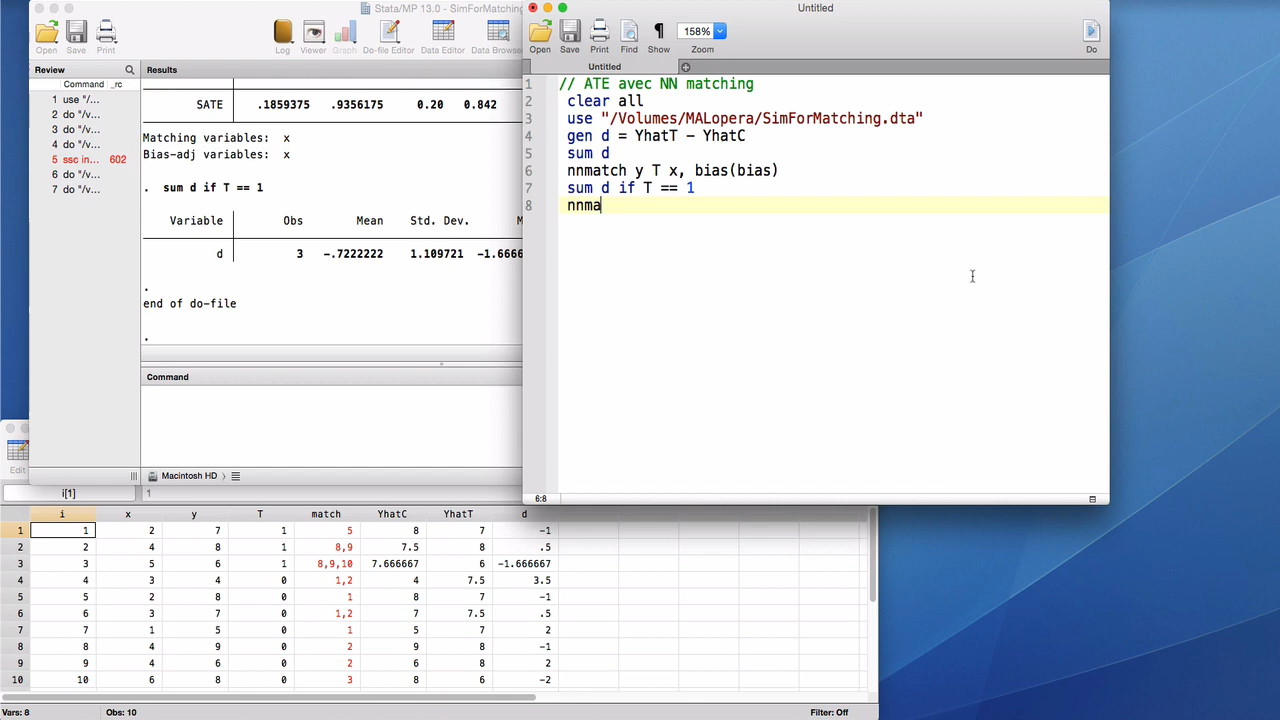 Stata/MP 13.0 - SimForMatching
Open Save Print Log Viewer Graph Do-file Editor Data Editor Data Browser
Review
Command _rc
1 use "/...
2 do "/v...
3 do "/v...
4 do "/v...
5 ssc in... 602
6 do "/v...
7 do "/v...
Results
SATE .1859375 .9356175 0.20 0.842
Matching variables: x
Bias-adj variables: x
. sum d if T == 1
Variable Obs Mean Std. Dev. M
d 3 -.7222222 1.109721 -1.6666
.
end of do-file
.
Command
Macintosh HD
Untitled
Open Save Print Find Show 158% Zoom Do
Untitled
1 // ATE avec NN matching
2 clear all
3 use "/Volumes/MALopera/SimForMatching.dta"
4 gen d = YhatT - YhatC
5 sum d
6 nnmatch y T x, bias(bias)
7 sum d if T == 1
8 nnma
6:8
Edit
i[1] 1
i x y T match YhatC YhatT d
1 1 2 7 1 5 8 7 -1
2 2 4 8 1 8,9 7.5 8 .5
3 3 5 6 1 8,9,10 7.666667 6 -1.666667
4 4 3 4 0 1,2 4 7.5 3.5
5 5 2 8 0 1 8 7 -1
6 6 3 7 0 1,2 7 7.5 .5
7 7 1 5 0 1 5 7 2
8 8 4 9 0 2 9 8 -1
9 9 4 6 0 2 6 8 2
10 10 6 8 0 3 8 6 -2
Vars: 8 Obs: 10 Filter: Off